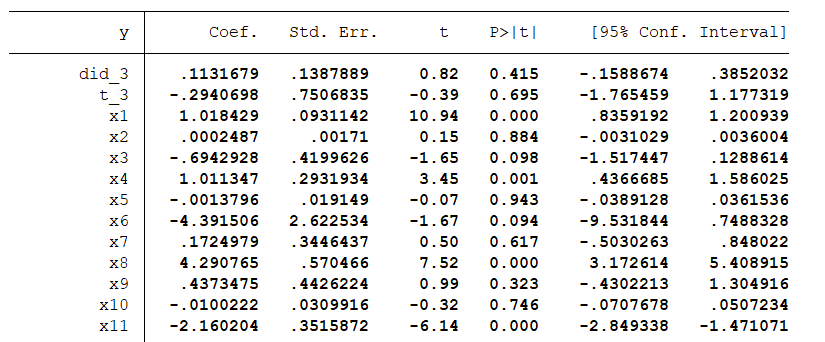 y Coef. Std. Err. t P>|t| [95% Conf. Interval]
did_3 .1131679 .1387889 0.82 0.415 -.1588674 .3852032
t_3 -.2940698 .7506835 -0.39 0.695 -1.765459 1.177319
x1 1.018429 .0931142 10.94 0.000 .8359192 1.200939
x2 .0002487 .00171 0.15 0.884 -.0031029 .0036004
x3 -.6942928 .4199626 -1.65 0.098 -1.517447 .1288614
x4 1.011347 .2931934 3.45 0.001 .4366685 1.586025
x5 -.0013796 .019149 -0.07 0.943 -.0389128 .0361536
x6 -4.391506 2.622534 -1.67 0.094 -9.531844 .7488328
x7 .1724979 .3446437 0.50 0.617 -.5030263 .848022
x8 4.290765 .570466 7.52 0.000 3.172614 5.408915
x9 .4373475 .4426224 0.99 0.323 -.4302213 1.304916
x10 -.0100222 .0309916 -0.32 0.746 -.0707678 .0507234
x11 -2.160204 .3515872 -6.14 0.000 -2.849338 -1.471071